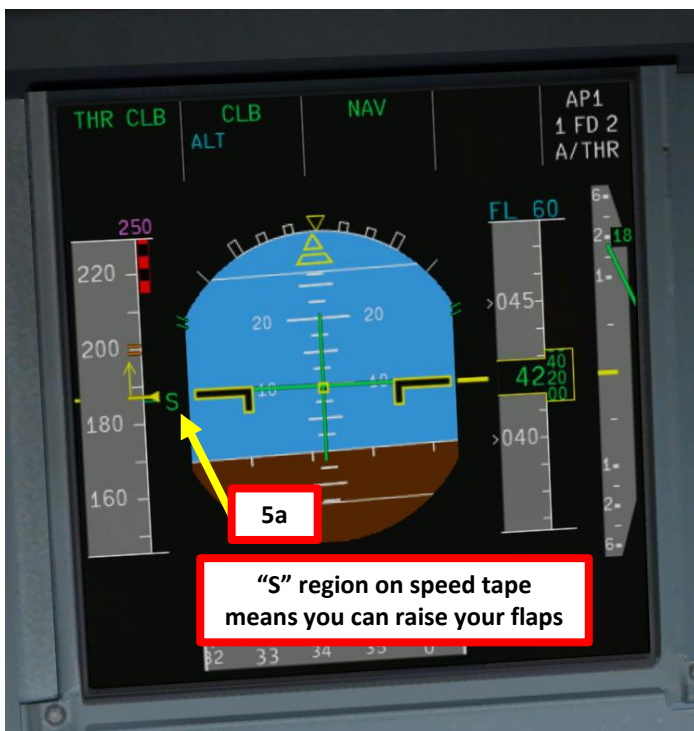 THR CLB
CLB
NAV
AP1
ALT
1 FD 2
A/THR
250
FL 60
6
220
2 18
1
20 20
045
200
40
10 10
42 20
00
S
180
040
1
160
2
5a
6
"S" region on speed tape
means you can raise your flaps
32 33 34 35 0